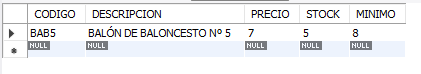 CODIGO DESCRIPCION PRECIO STOCK MINIMO
BAB5 BALÓN DE BALONCESTO Nº 5 7 5 8
NULL NULL NULL NULL NULL